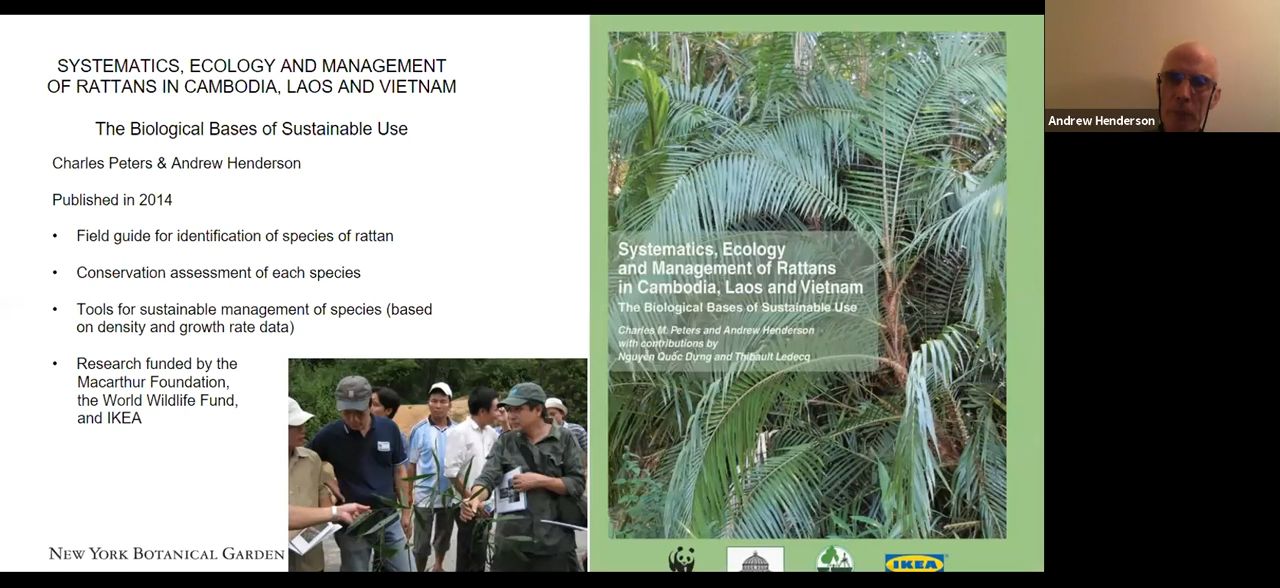 SYSTEMATICS, ECOLOGY AND MANAGEMENT
OF RATTANS IN CAMBODIA, LAOS AND VIETNAM
The Biological Bases of Sustainable Use
Charles Peters & Andrew Henderson
Published in 2014
• Field guide for identification of species of rattan
• Conservation assessment of each species
• Tools for sustainable management of species (based
on density and growth rate data)
• Research funded by the
Macarthur Foundation,
the World Wildlife Fund,
and IKEA
NEW YORK BOTANICAL GARDEN
Systematics, Ecology
and Management of Rattans
in Cambodia, Laos and Vietnam
The Biological Bases of Sustainable Use
Charles M. Peters and Andrew Henderson
with contributions by
Nguyễn Quốc Dựng and Thibault Ledecq
IKEA
Andrew Henderson